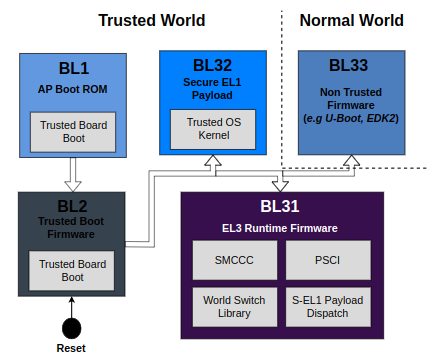 Trusted World
Normal World
BL1
AP Boot ROM
Trusted Board
Boot
BL32
Secure EL1
Payload
Trusted OS
Kernel
BL33
Non Trusted
Firmware
(e.g U-Boot, EDK2)
BL2
Trusted Boot
Firmware
Trusted Board
Boot
BL31
EL3 Runtime Firmware
SMCCC
PSCI
World Switch
Library
S-EL1 Payload
Dispatch
Reset